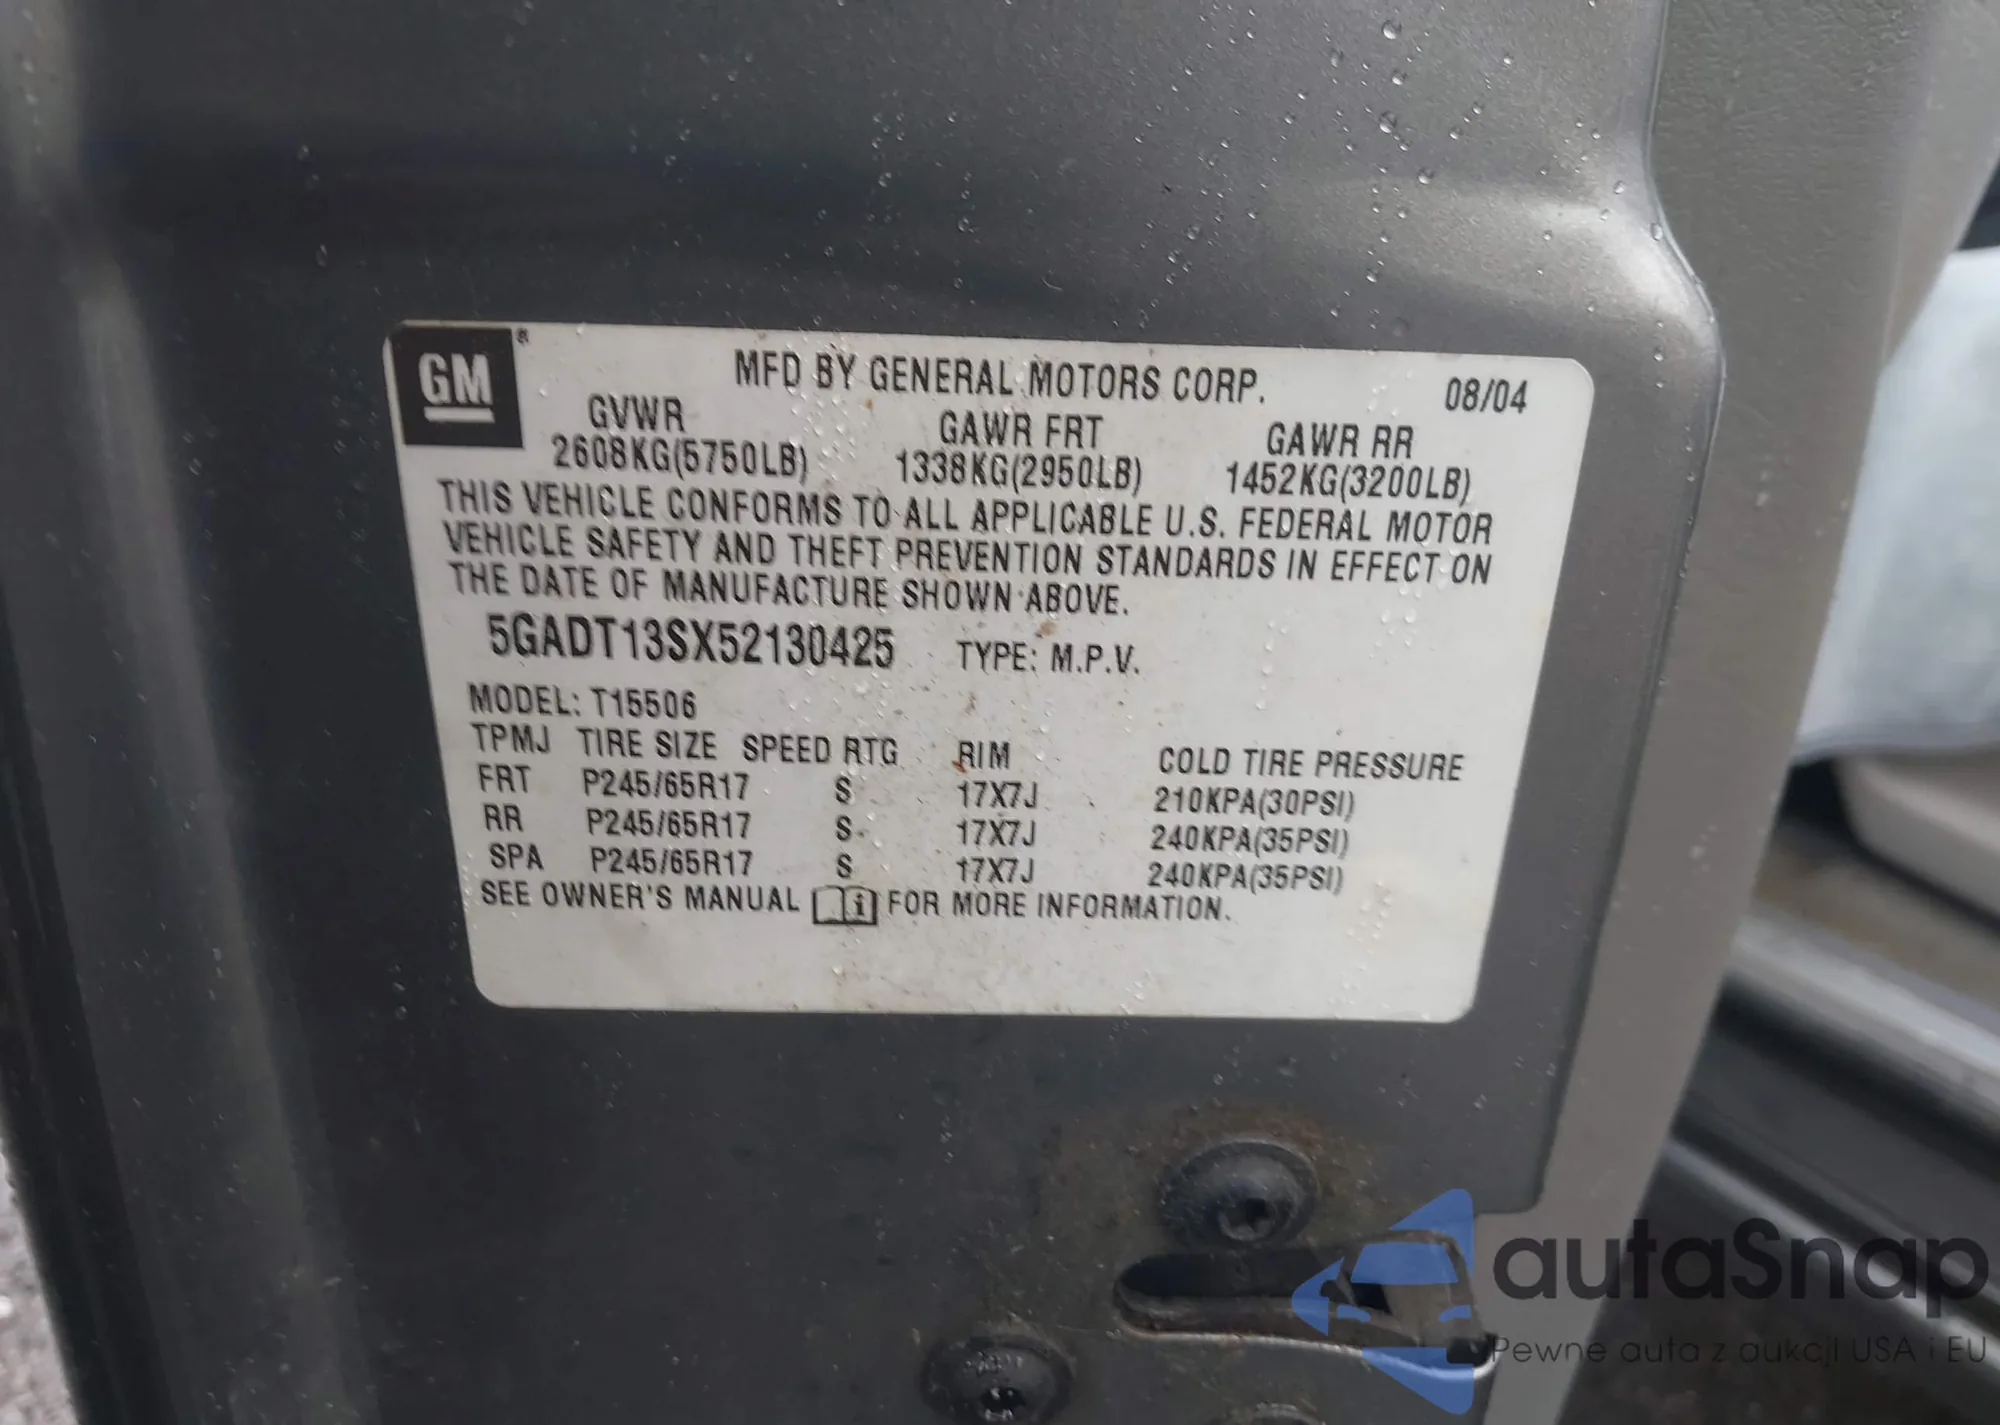 GM ®
MFD BY GENERAL MOTORS CORP. 08/04
GVWR GAWR FRT GAWR RR
2608KG(5750LB) 1338KG(2950LB) 1452KG(3200LB)
THIS VEHICLE CONFORMS TO ALL APPLICABLE U.S. FEDERAL MOTOR
VEHICLE SAFETY AND THEFT PREVENTION STANDARDS IN EFFECT ON
THE DATE OF MANUFACTURE SHOWN ABOVE.
5GADT13SX52130425 TYPE: M.P.V.
MODEL: T15506
TPMJ TIRE SIZE SPEED RTG RIM COLD TIRE PRESSURE
FRT P245/65R17 S 17X7J 210KPA(30PSI)
RR P245/65R17 S 17X7J 240KPA(35PSI)
SPA P245/65R17 S 17X7J 240KPA(35PSI)
SEE OWNER'S MANUAL i FOR MORE INFORMATION.
autaSnap
Pewne auta z aukcji USA i EU